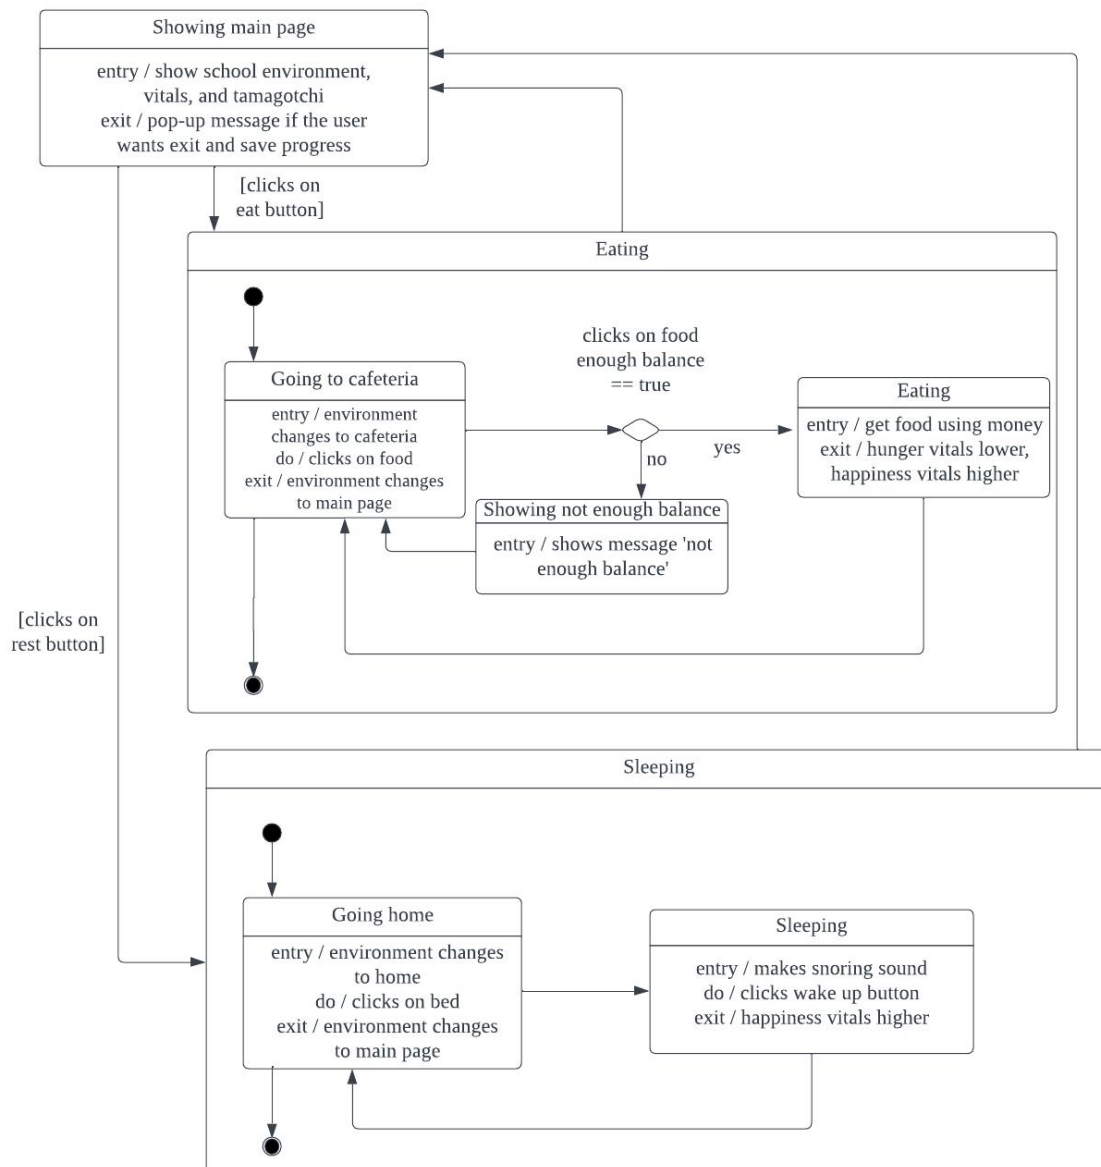 Showing main page
entry / show school environment,
vitals, and tamagotchi
exit / pop-up message if the user
wants exit and save progress
[clicks on
eat button]
Eating
clicks on food
enough balance
== true
Going to cafeteria
entry / environment
changes to cafeteria
do / clicks on food
exit / environment changes
to main page
yes
no
Eating
entry / get food using money
exit / hunger vitals lower,
happiness vitals higher
Showing not enough balance
entry / shows message 'not
enough balance'
[clicks on
rest button]
Sleeping
Going home
entry / environment changes
to home
do / clicks on bed
exit / environment changes
to main page
Sleeping
entry / makes snoring sound
do / clicks wake up button
exit / happiness vitals higher